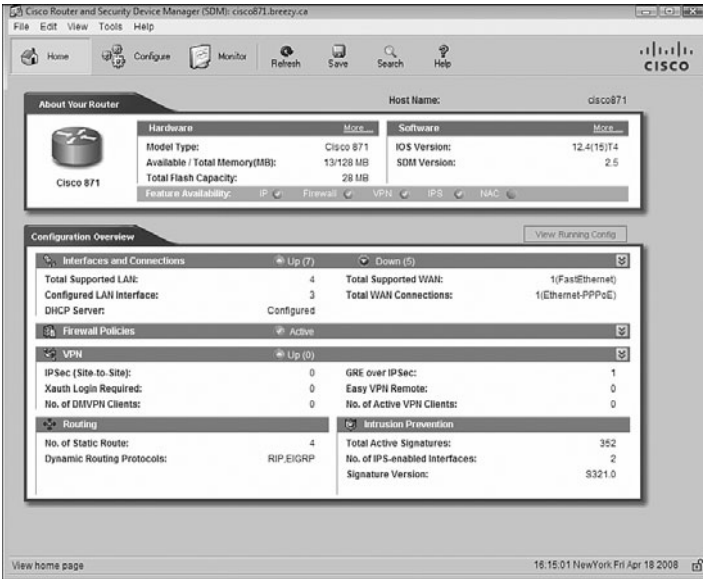 Cisco Router and Security Device Manager (SDM): cisco871.breezy.ca
File Edit View Tools Help
Home Configure Monitor Refresh Save Search Help
CISCO
About Your Router Host Name: cisco871
Hardware More... Software More...
Model Type: Cisco 871 IOS Version: 12.4(15)T4
Available / Total Memory(MB): 13/128 MB SDM Version: 2.5
Total Flash Capacity: 28 MB
Cisco 871
Feature Availability: IP Firewall VPN IPS NAC
Configuration Overview View Running Config
Interfaces and Connections Up (7) Down (5)
Total Supported LAN: 4 Total Supported WAN: 1(FastEthernet)
Configured LAN Interface: 3 Total WAN Connections: 1(Ethernet-PPPoE)
DHCP Server: Configured
Firewall Policies Active
VPN Up (0)
IPSec (Site-to-Site): 0 GRE over IPSec: 1
Xauth Login Required: 0 Easy VPN Remote: 0
No. of DMVPN Clients: 0 No. of Active VPN Clients: 0
Routing Intrusion Prevention
No. of Static Route: 4 Total Active Signatures: 352
Dynamic Routing Protocols: RIP,EIGRP No. of IPS-enabled Interfaces: 2
Signature Version: S321.0
View home page 16:15:01 NewYork Fri Apr 18 2008